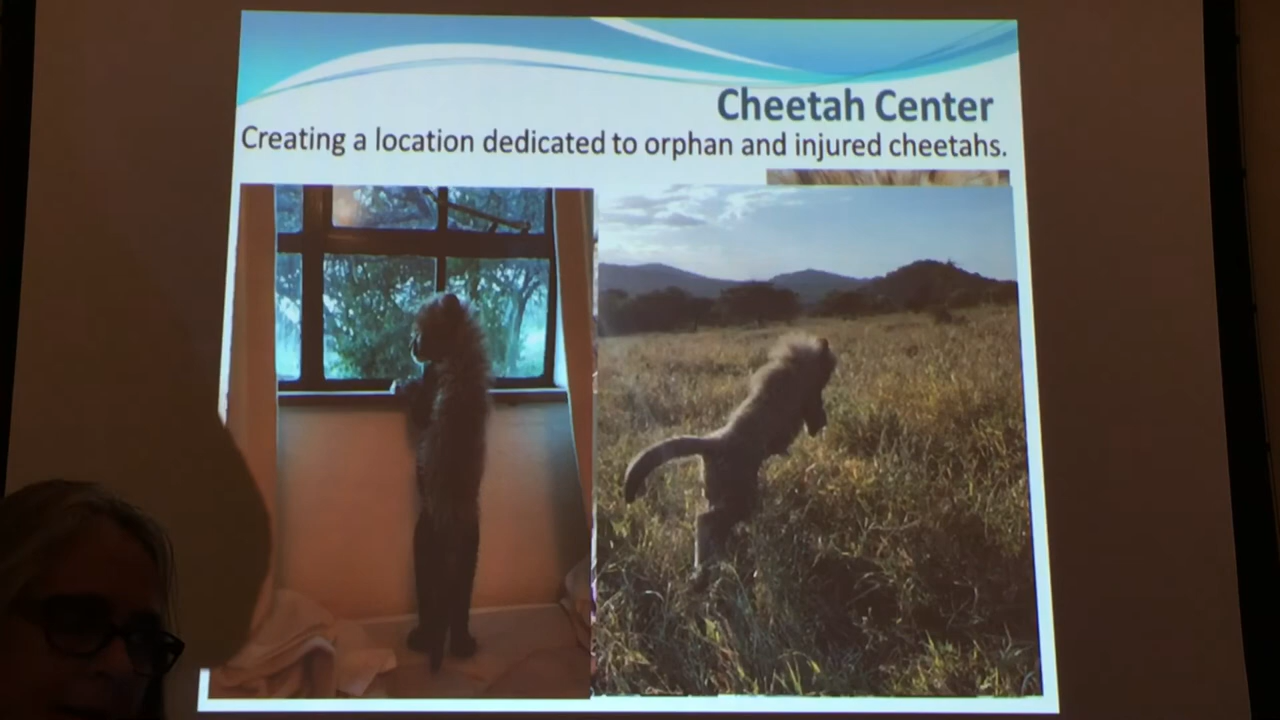 Cheetah Center
Creating a location dedicated to orphan and injured cheetahs.